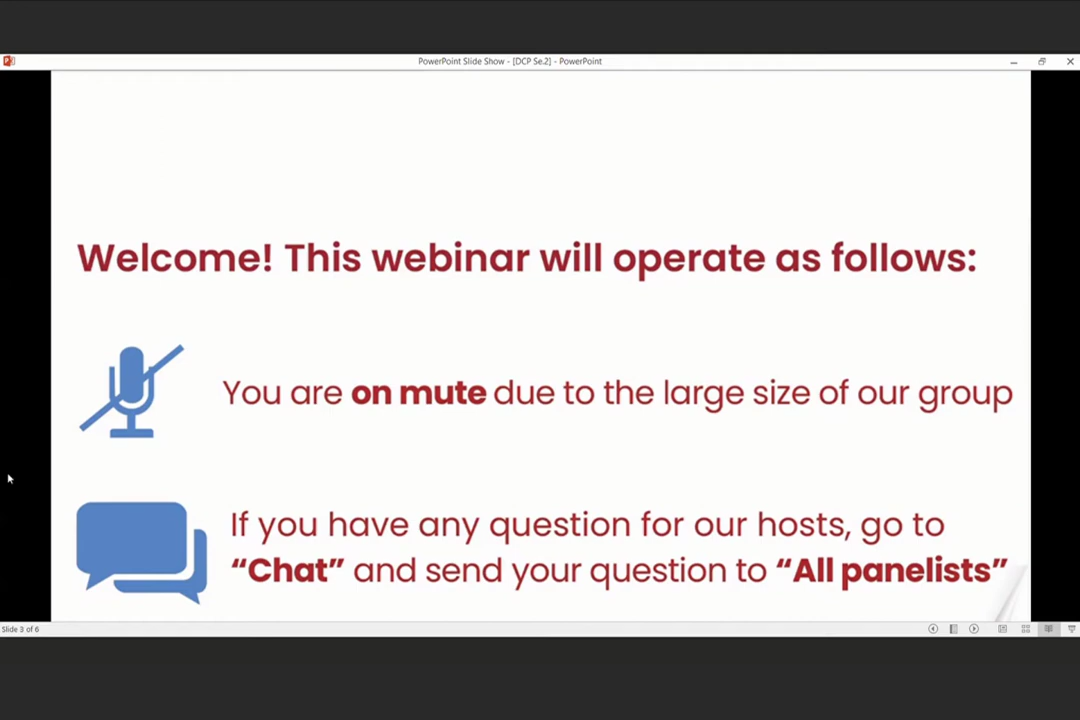 PowerPoint Slide Show - [DCP Se.2] - PowerPoint
Welcome! This webinar will operate as follows:
You are on mute due to the large size of our group
If you have any question for our hosts, go to
“Chat” and send your question to “All panelists”
Slide 3 of 6